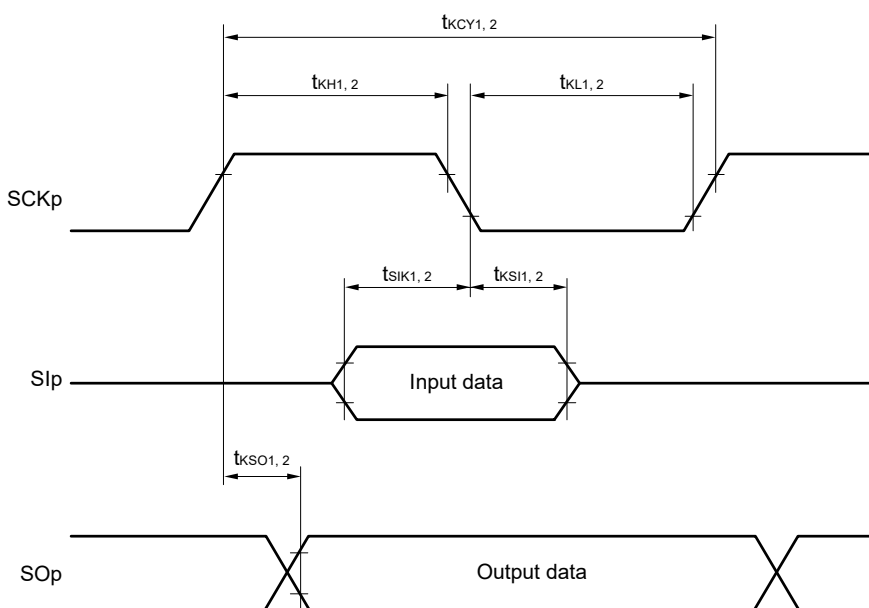 tKCY1, 2
tKH1, 2
tKL1, 2
SCKp
tSIK1, 2
tKSI1, 2
SIp
Input data
tKSO1, 2
SOp
Output data